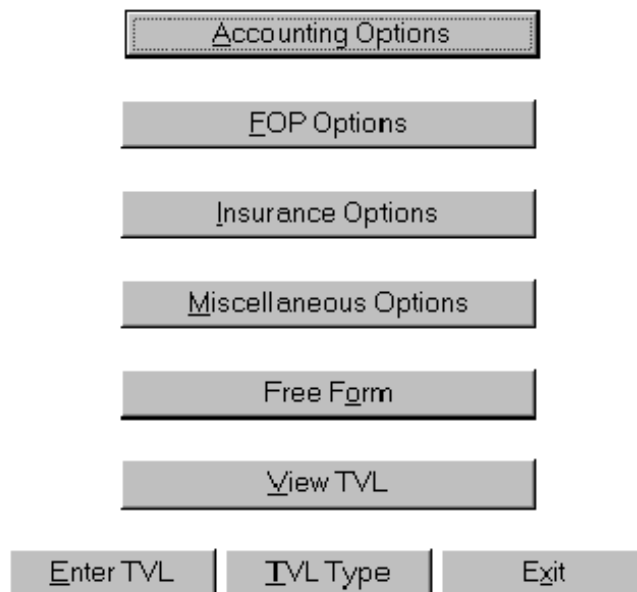 Accounting Options
FOP Options
Insurance Options
Miscellaneous Options
Free Form
View TVL
Enter TVL TVL Type Exit